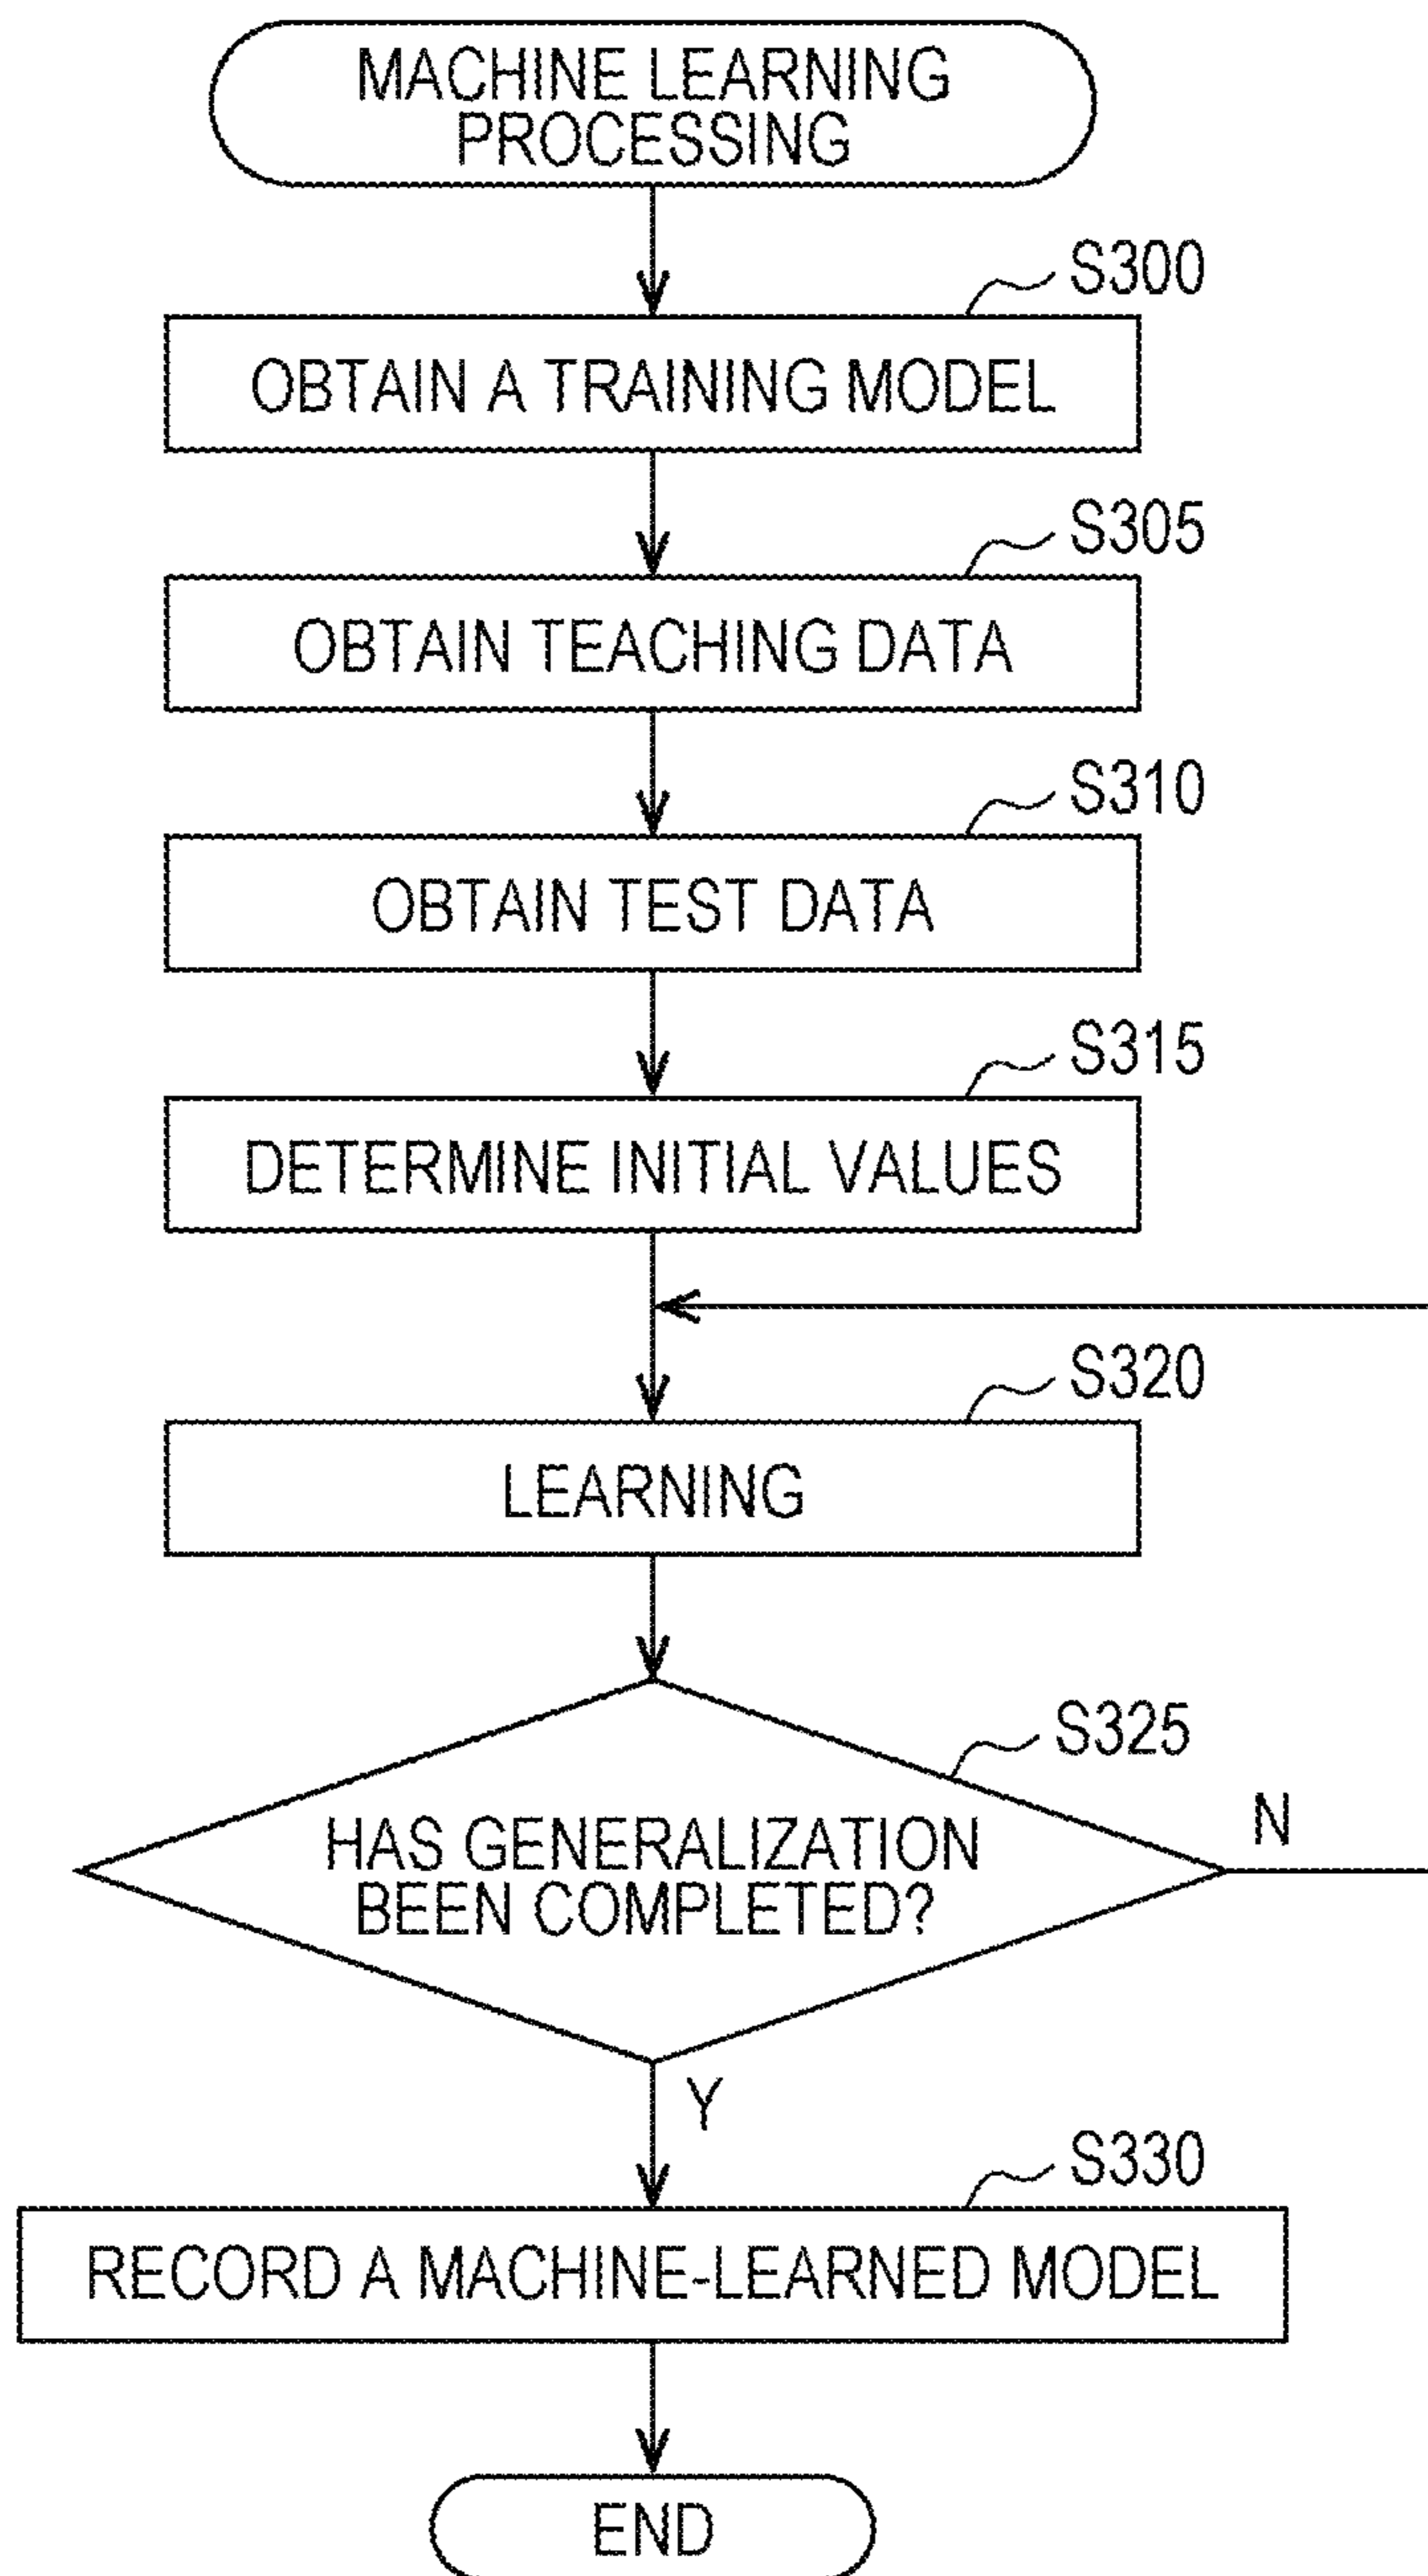 MACHINE LEARNING
PROCESSING
S300
OBTAIN A TRAINING MODEL
S305
OBTAIN TEACHING DATA
S310
OBTAIN TEST DATA
S315
DETERMINE INITIAL VALUES
S320
LEARNING
S325
HAS GENERALIZATION
BEEN COMPLETED?
N
Y
S330
RECORD A MACHINE-LEARNED MODEL
END